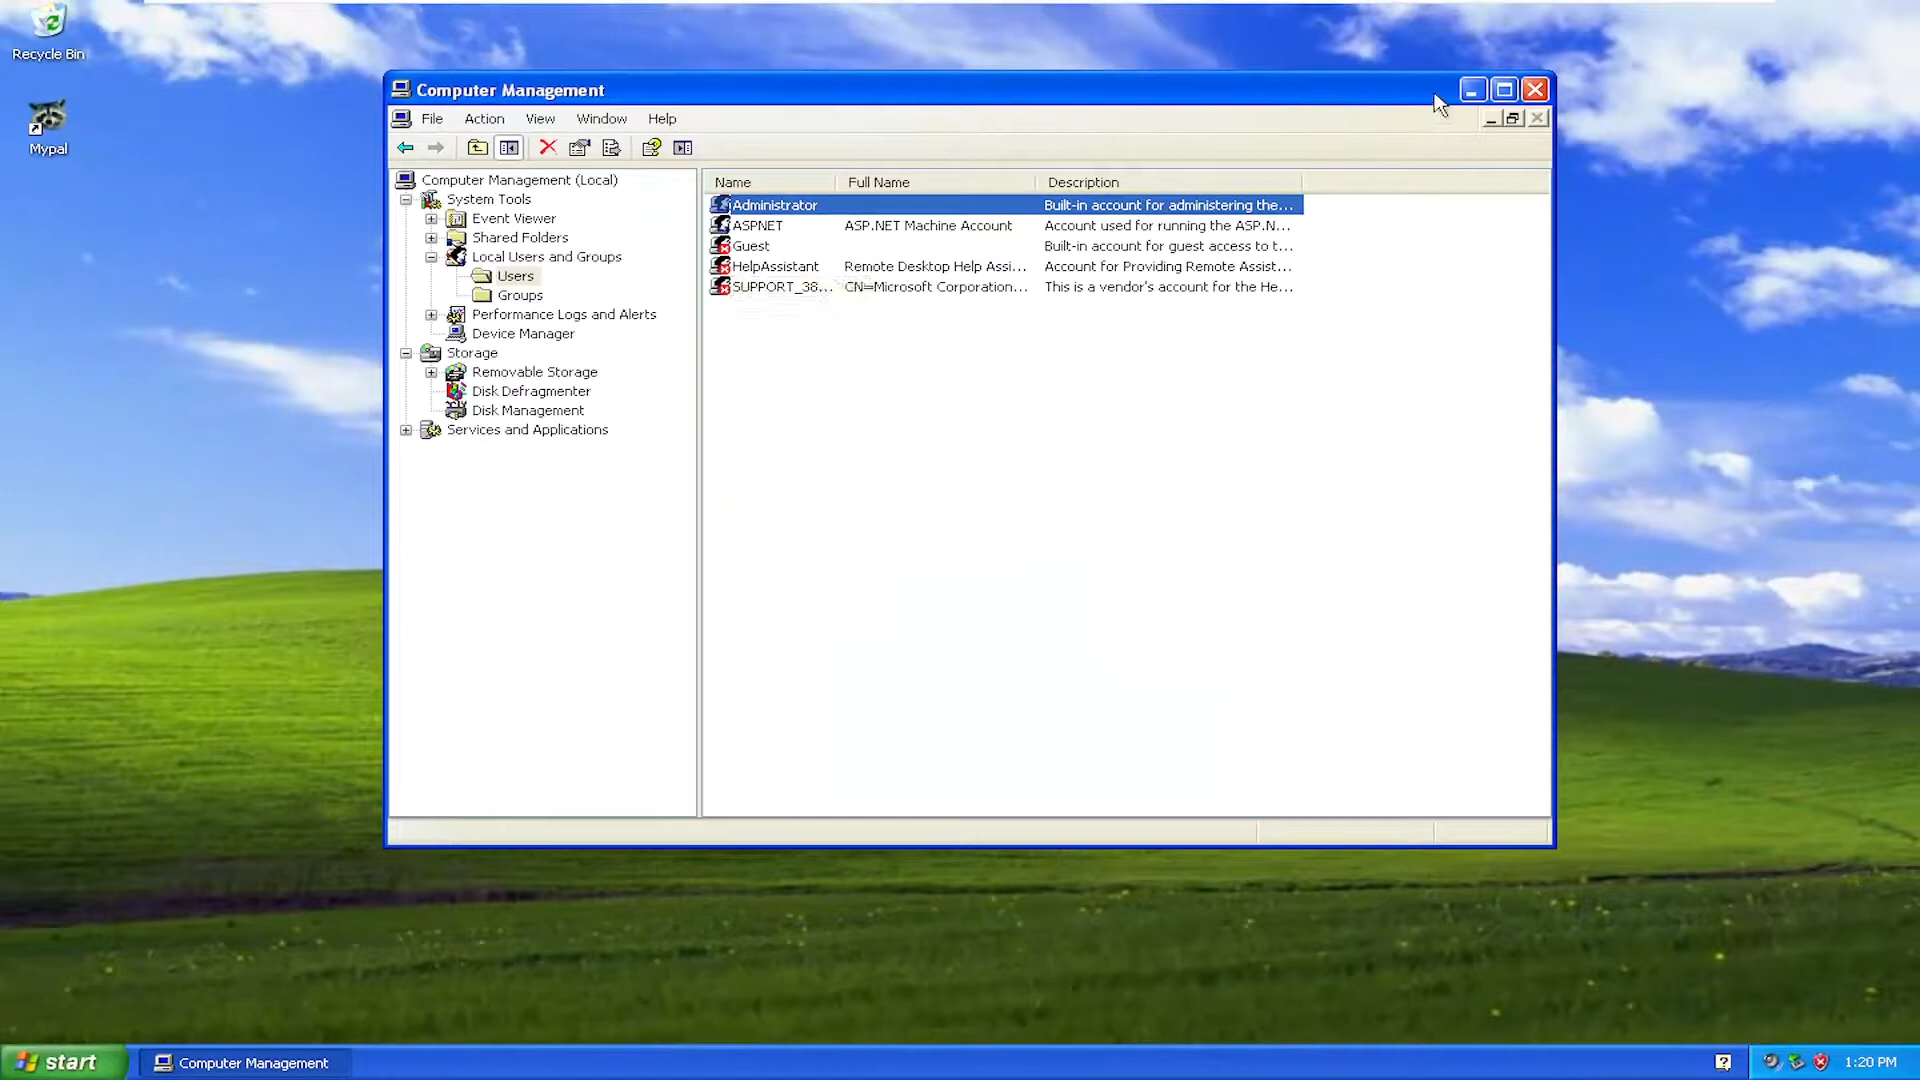 Recycle Bin
Mypal
Computer Management
File Action View Window Help
Computer Management (Local)
System Tools
Event Viewer
Shared Folders
Local Users and Groups
Users
Groups
Performance Logs and Alerts
Device Manager
Storage
Removable Storage
Disk Defragmenter
Disk Management
Services and Applications
Name Full Name Description
Administrator Built-in account for administering the...
ASPNET ASP.NET Machine Account Account used for running the ASP.N...
Guest Built-in account for guest access to t...
HelpAssistant Remote Desktop Help Assi... Account for Providing Remote Assist...
SUPPORT_38... CN=Microsoft Corporation... This is a vendor's account for the He...
start Computer Management 1:20 PM